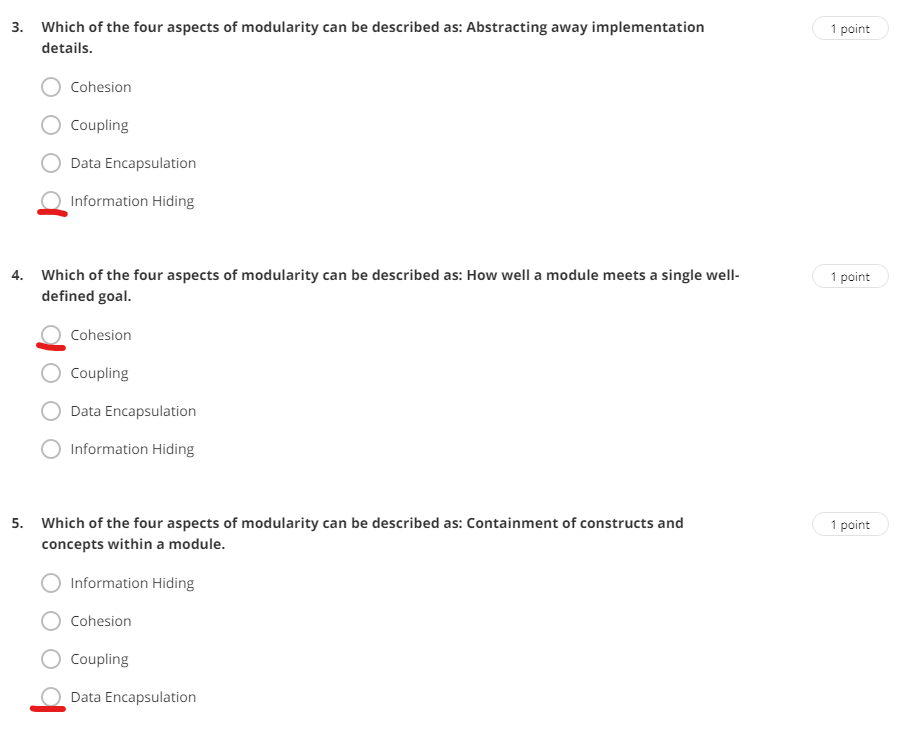 3. Which of the four aspects of modularity can be described as: Abstracting away implementation
details.
1 point
Cohesion
Coupling
Data Encapsulation
Information Hiding
4. Which of the four aspects of modularity can be described as: How well a module meets a single well-
defined goal.
1 point
Cohesion
Coupling
Data Encapsulation
Information Hiding
5. Which of the four aspects of modularity can be described as: Containment of constructs and
concepts within a module.
1 point
Information Hiding
Cohesion
Coupling
Data Encapsulation